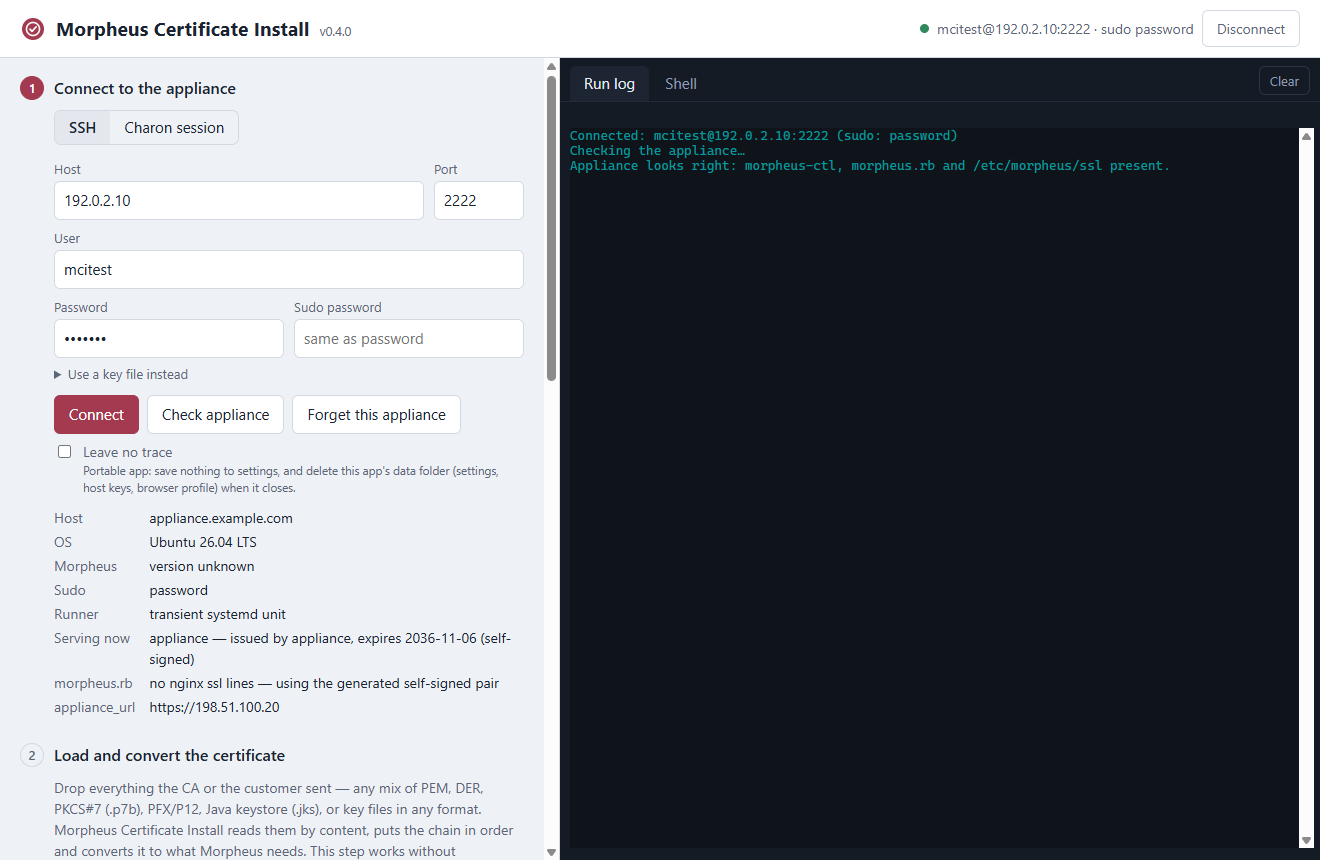 Morpheus Certificate Install v0.4.0
mcitest@192.0.2.10:2222 · sudo password
Disconnect
1 Connect to the appliance
SSH Charon session
Host Port
192.0.2.10 2222
User
mcitest
Password Sudo password
••••••• same as password
Use a key file instead
Connect Check appliance Forget this appliance
Leave no trace
Portable app: save nothing to settings, and delete this app's data folder (settings,
host keys, browser profile) when it closes.
Host appliance.example.com
OS Ubuntu 26.04 LTS
Morpheus version unknown
Sudo password
Runner transient systemd unit
Serving now appliance — issued by appliance, expires 2036-11-06 (self-
signed)
morpheus.rb no nginx ssl lines — using the generated self-signed pair
appliance_url https://198.51.100.20
2 Load and convert the certificate
Drop everything the CA or the customer sent — any mix of PEM, DER,
PKCS#7 (.p7b), PFX/P12, Java keystore (.jks), or key files in any format.
Morpheus Certificate Install reads them by content, puts the chain in order
and converts it to what Morpheus needs. This step works without
Run log Shell Clear
Connected: mcitest@192.0.2.10:2222 (sudo: password)
Checking the appliance…
Appliance looks right: morpheus-ctl, morpheus.rb and /etc/morpheus/ssl present.